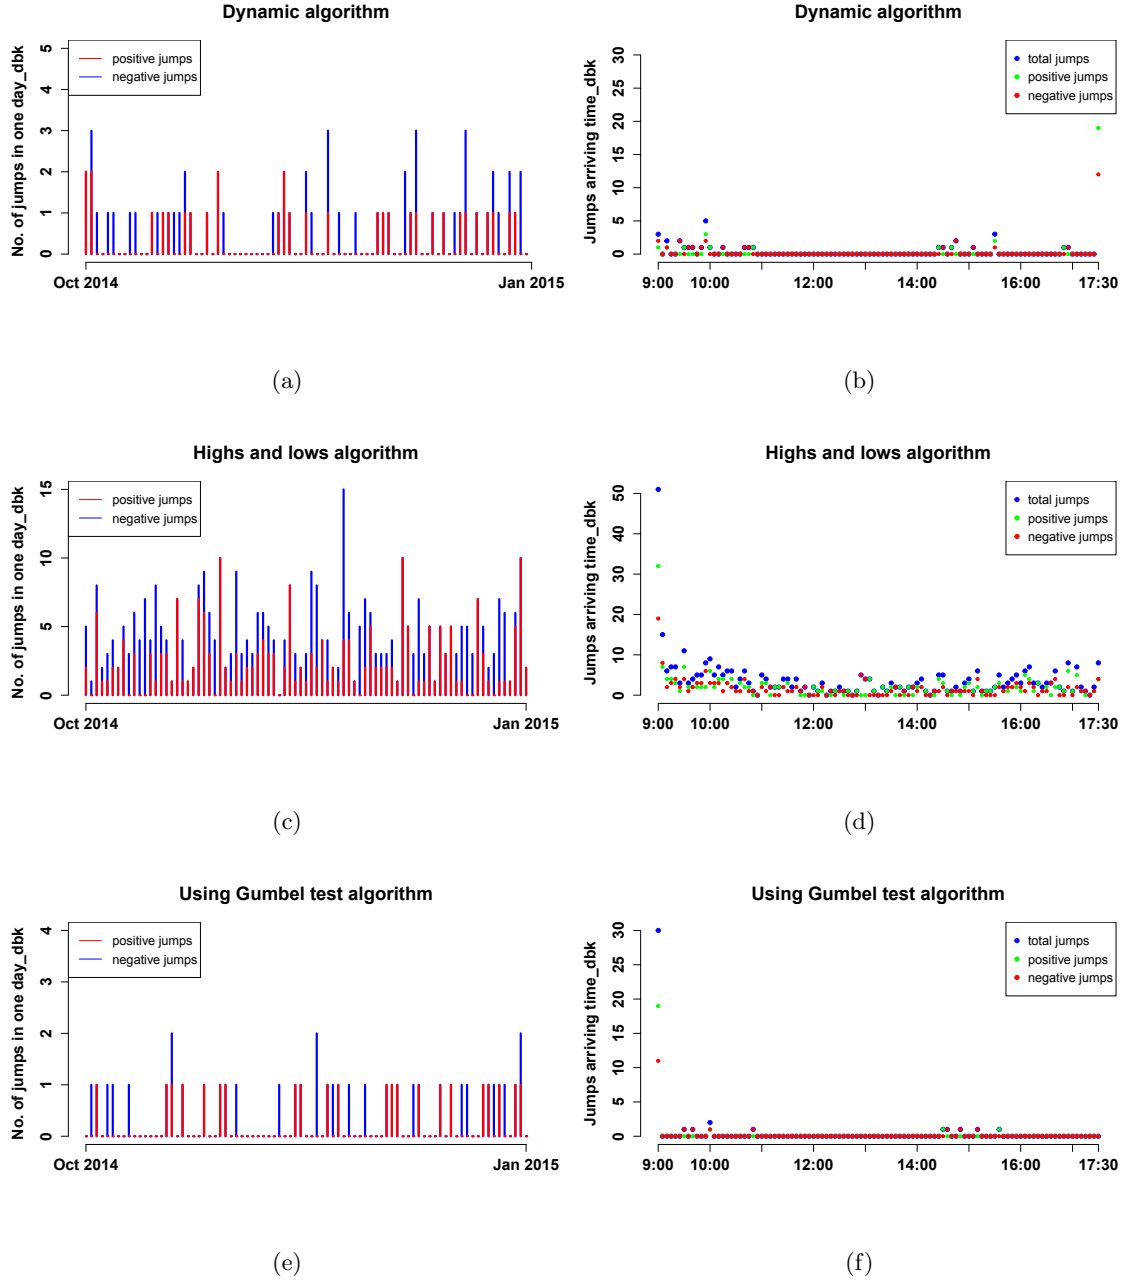 Dynamic algorithm
No. of jumps in one day_dbk
0 1 2 3 4 5
positive jumps
negative jumps
Oct 2014 Jan 2015
(a)
Dynamic algorithm
Jumps arriving time_dbk
0 5 10 15 20 25 30
total jumps
positive jumps
negative jumps
9:00 10:00 12:00 14:00 16:00 17:30
(b)
Highs and lows algorithm
No. of jumps in one day_dbk
0 5 10 15
positive jumps
negative jumps
Oct 2014 Jan 2015
(c)
Highs and lows algorithm
Jumps arriving time_dbk
0 10 20 30 40 50
total jumps
positive jumps
negative jumps
9:00 10:00 12:00 14:00 16:00 17:30
(d)
Using Gumbel test algorithm
No. of jumps in one day_dbk
0 1 2 3 4
positive jumps
negative jumps
Oct 2014 Jan 2015
(e)
Using Gumbel test algorithm
Jumps arriving time_dbk
0 5 10 15 20 25 30
total jumps
positive jumps
negative jumps
9:00 10:00 12:00 14:00 16:00 17:30
(f)